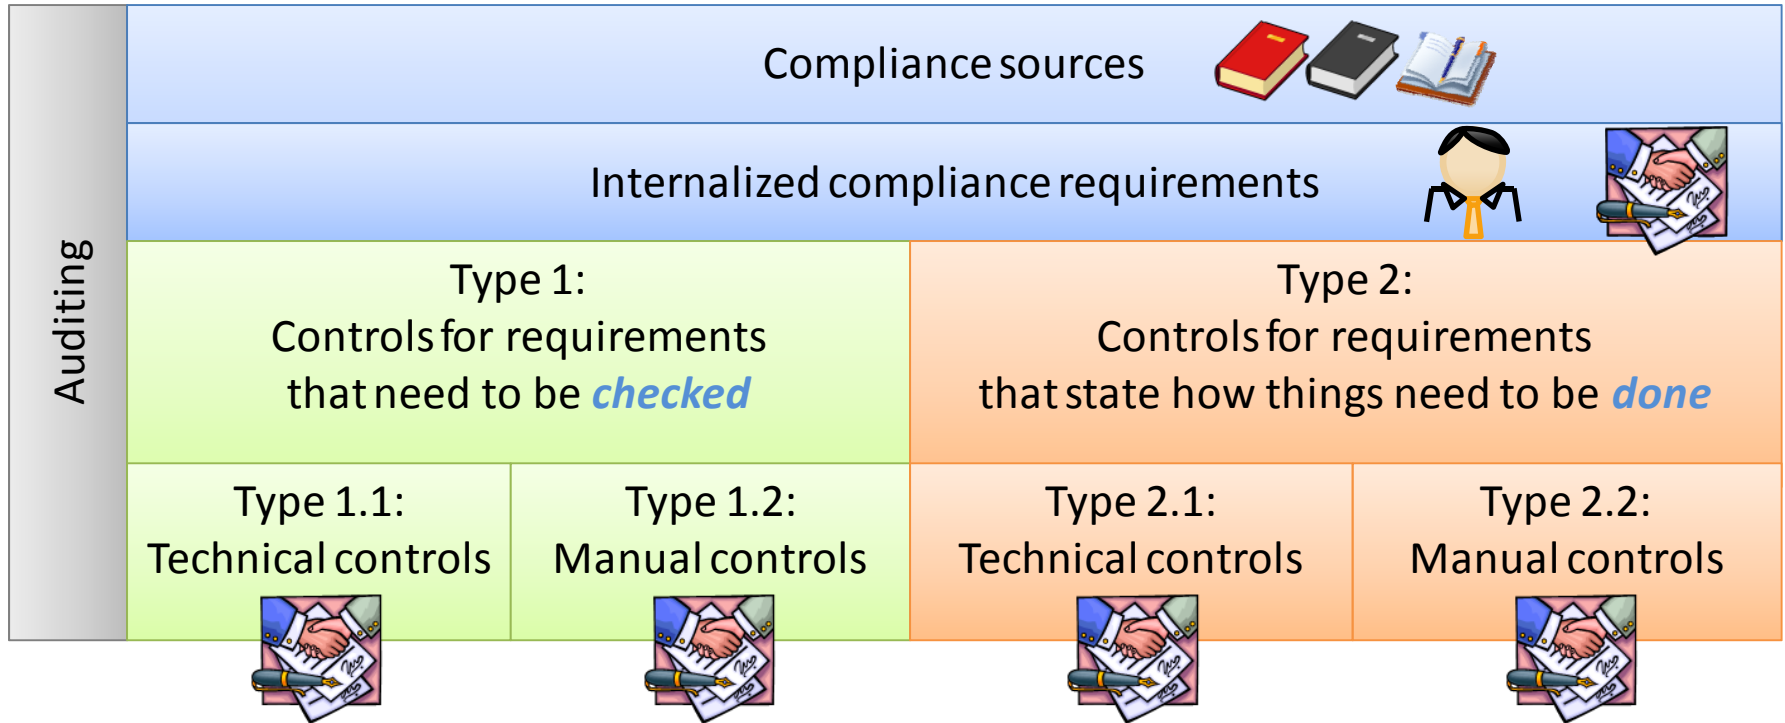 Auditing
Compliance sources
Internalized compliance requirements
Type 1:
Controls for requirements
that need to be checked
Type 2:
Controls for requirements
that state how things need to be done
Type 1.1:
Technical controls
Type 1.2:
Manual controls
Type 2.1:
Technical controls
Type 2.2:
Manual controls